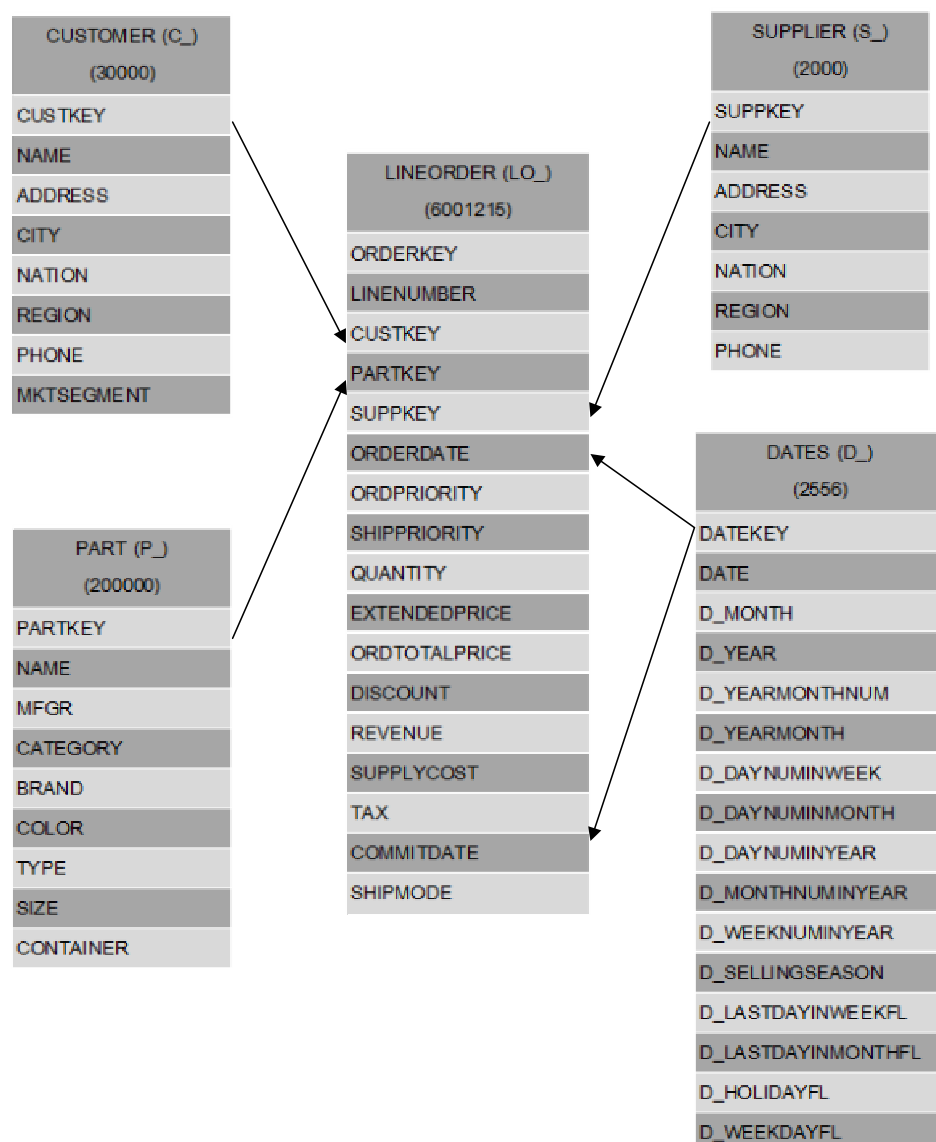 CUSTOMER (C_)
(30000)
CUSTKEY
NAME
ADDRESS
CITY
NATION
REGION
PHONE
MKTSEGMENT
PART (P_)
(200000)
PARTKEY
NAME
MFGR
CATEGORY
BRAND
COLOR
TYPE
SIZE
CONTAINER
LINEORDER (LO_)
(6001215)
ORDERKEY
LINENUMBER
CUSTKEY
PARTKEY
SUPPKEY
ORDERDATE
ORDPRIORITY
SHIPPRIORITY
QUANTITY
EXTENDEDPRICE
ORDTOTALPRICE
DISCOUNT
REVENUE
SUPPLYCOST
TAX
COMMITDATE
SHIPMODE
SUPPLIER (S_)
(2000)
SUPPKEY
NAME
ADDRESS
CITY
NATION
REGION
PHONE
DATES (D_)
(2556)
DATEKEY
DATE
D_MONTH
D_YEAR
D_YEARMONTHNUM
D_YEARMONTH
D_DAYNUMINWEEK
D_DAYNUMINMONTH
D_DAYNUMINYEAR
D_MONTHNUMINYEAR
D_WEEKNUMINYEAR
D_SELLINGSEASON
D_LASTDAYINWEEKFL
D_LASTDAYINMONTHFL
D_HOLIDAYFL
D_WEEKDAYFL